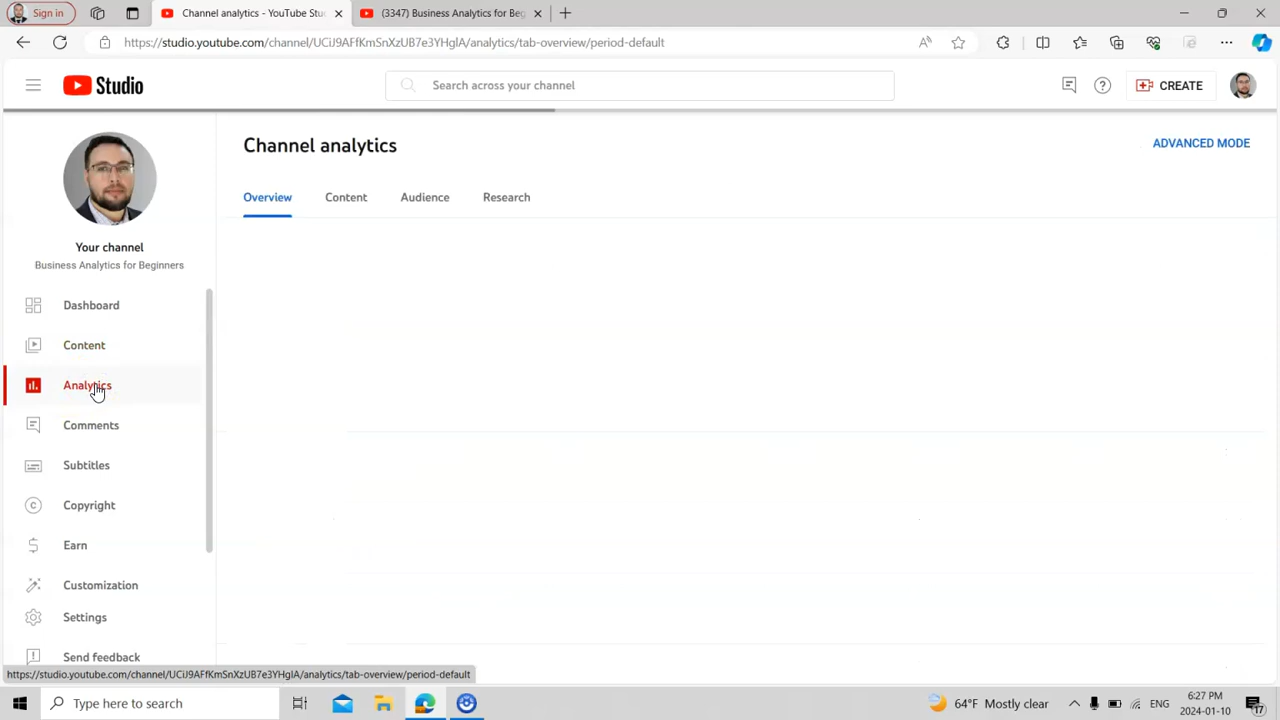 Sign in
Channel analytics - YouTube Stu
(3347) Business Analytics for Beg
https://studio.youtube.com/channel/UCiJ9AFfKmSnXzUB7e3YHglA/analytics/tab-overview/period-default
Studio
Search across your channel
CREATE
Channel analytics
ADVANCED MODE
Overview
Content
Audience
Research
Your channel
Business Analytics for Beginners
Dashboard
Content
Analytics
Comments
Subtitles
Copyright
Earn
Customization
Settings
Send feedback
https://studio.youtube.com/channel/UCiJ9AFfKmSnXzUB7e3YHglA/analytics/tab-overview/period-default
Type here to search
64°F Mostly clear
ENG
6:27 PM
2024-01-10
17